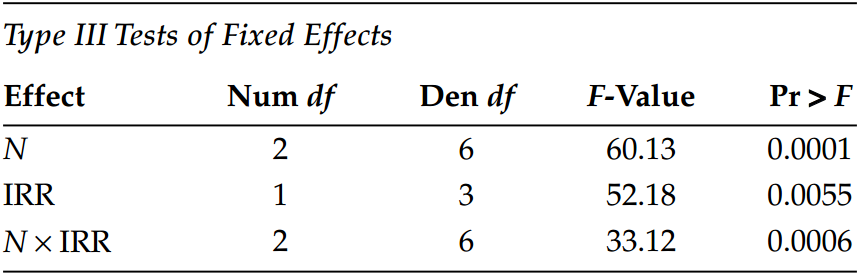 Type III Tests of Fixed Effects
Effect Num df Den df F-Value Pr > F
N 2 6 60.13 0.0001
IRR 1 3 52.18 0.0055
N × IRR 2 6 33.12 0.0006